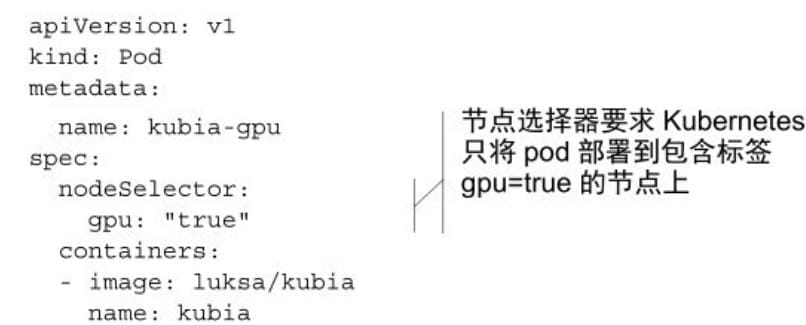 apiVersion: v1
kind: Pod
metadata:
  name: kubia-gpu
spec:
  nodeSelector:
    gpu: "true"
  containers:
  - image: luksa/kubia
    name: kubia
节点选择器要求 Kubernetes
只将 pod 部署到包含标签
gpu=true 的节点上